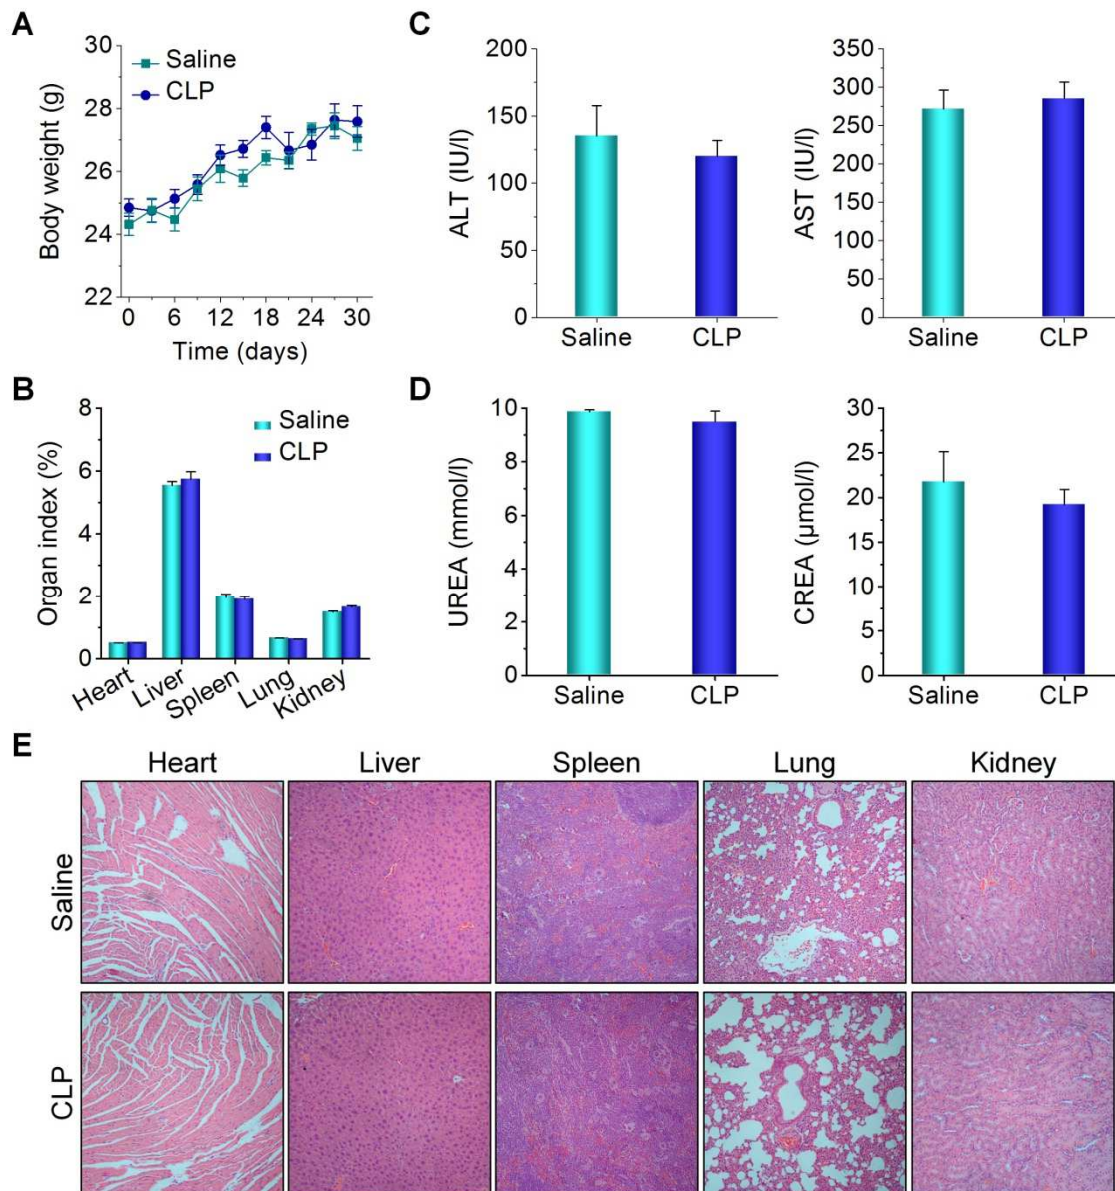 A
Body weight (g)
30
28
26
24
22
Saline
CLP
0 6 12 18 24 30
Time (days)
C
ALT (IU/l)
200
150
100
50
0
Saline CLP
AST (IU/l)
350
300
250
200
150
100
50
0
Saline CLP
B
Organ index (%)
8
6
4
2
0
Saline
CLP
Heart
Liver
Spleen
Lung
Kidney
D
UREA (mmol/l)
10
8
6
4
2
0
Saline CLP
CREA (μmol/l)
30
25
20
15
10
5
0
Saline CLP
E
Heart Liver Spleen Lung Kidney
Saline
CLP